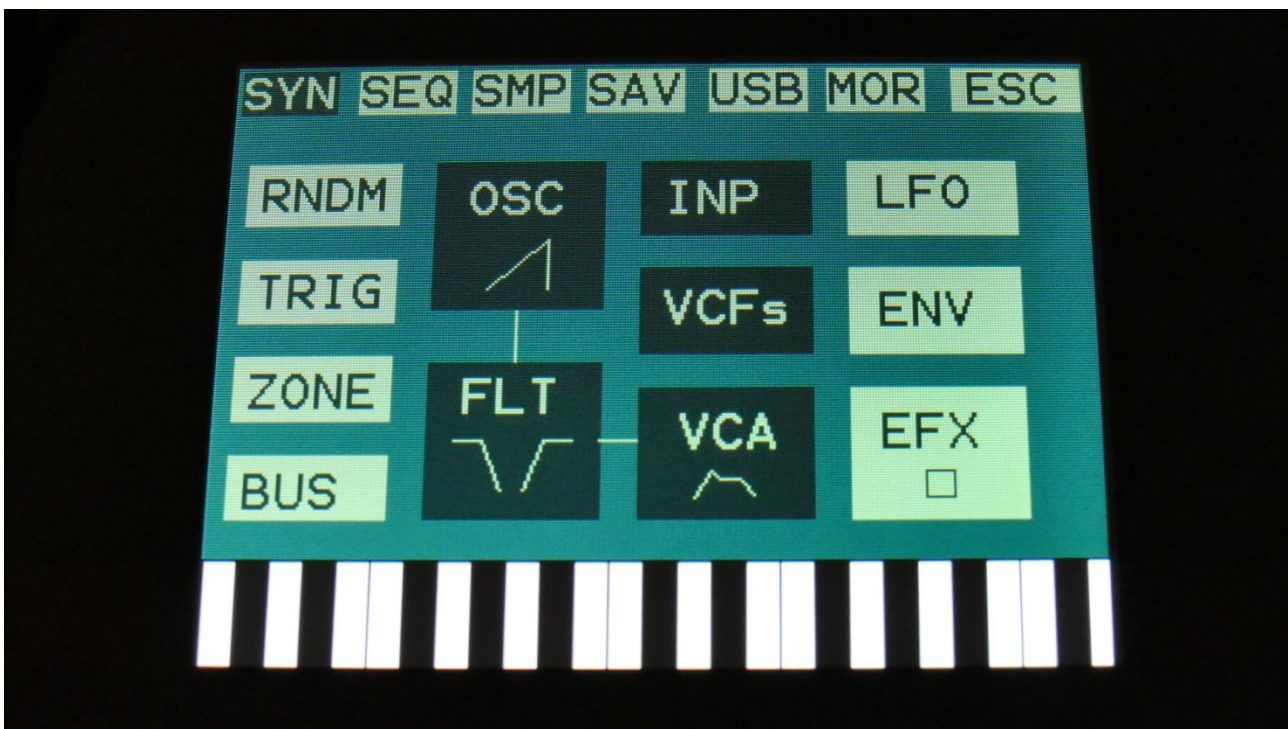 SYN SEQ SMP SAV USB MOR ESC
RNDM OSC INP LFO
TRIG VCFs ENV
ZONE FLT VCA EFX
BUS